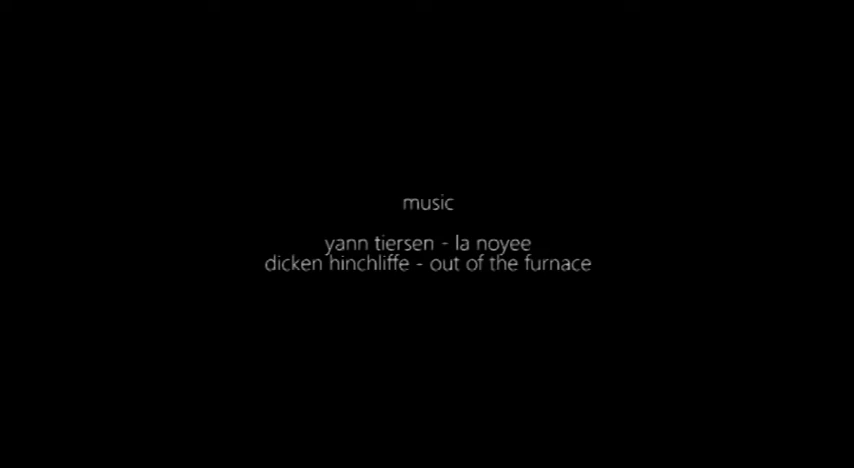 music
yann tiersen - la noyee
dicken hinchliffe - out of the furnace